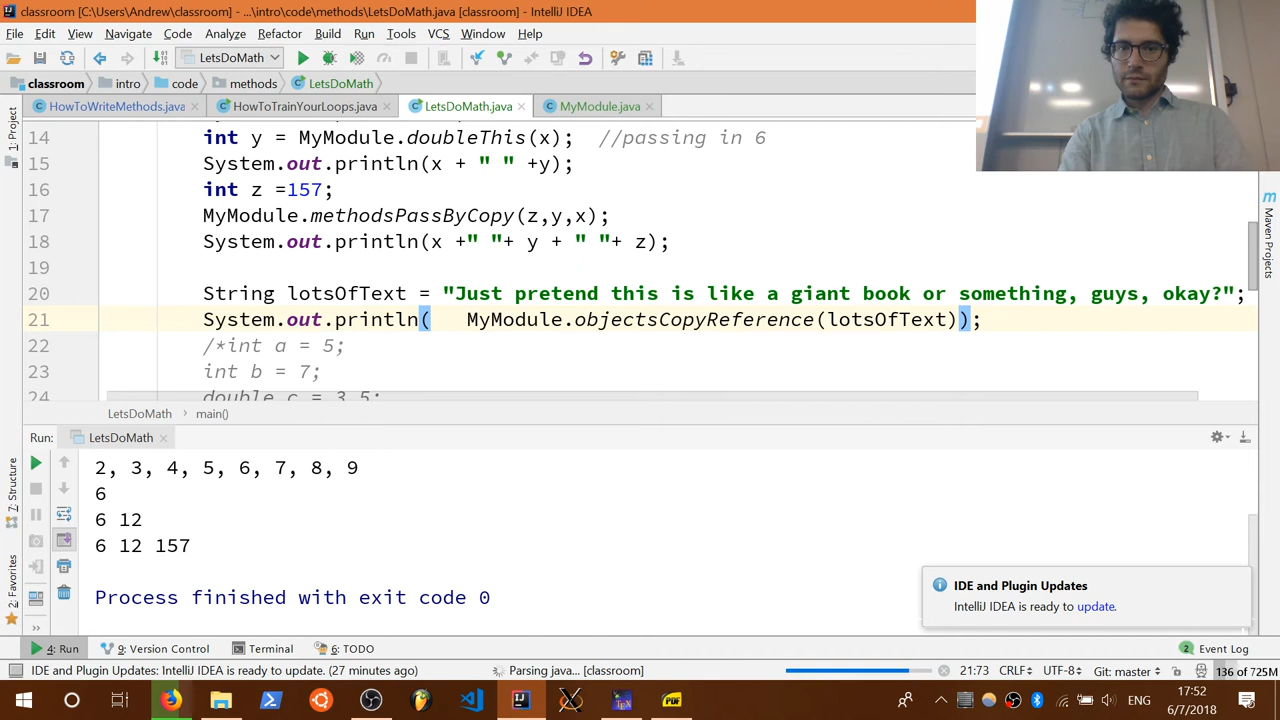 classroom [C:\Users\Andrew\classroom] - ...\intro\code\methods\LetsDoMath.java [classroom] - IntelliJ IDEA
File Edit View Navigate Code Analyze Refactor Build Run Tools VCS Window Help
LetsDoMath
classroom intro code methods LetsDoMath
HowToWriteMethods.java HowToTrainYourLoops.java LetsDoMath.java MyModule.java
1: Project
Maven Projects
14 int y = MyModule.doubleThis(x); //passing in 6
15 System.out.println(x + " " +y);
16 int z =157;
17 MyModule.methodsPassByCopy(z,y,x);
18 System.out.println(x +" "+ y + " "+ z);
19
20 String lotsOfText = "Just pretend this is like a giant book or something, guys, okay?";
21 System.out.println( MyModule.objectsCopyReference(lotsOfText));
22 /*int a = 5;
23 int b = 7;
24 double c = 3.5;
LetsDoMath main()
Run: LetsDoMath
7: Structure
2: Favorites
2, 3, 4, 5, 6, 7, 8, 9
6
6 12
6 12 157
Process finished with exit code 0
IDE and Plugin Updates
IntelliJ IDEA is ready to update.
4: Run 9: Version Control Terminal 6: TODO 2 Event Log
IDE and Plugin Updates: IntelliJ IDEA is ready to update. (27 minutes ago) Parsing java... [classroom] 21:73 CRLF UTF-8 Git: master 136 of 725M
ENG 17:52
6/7/2018